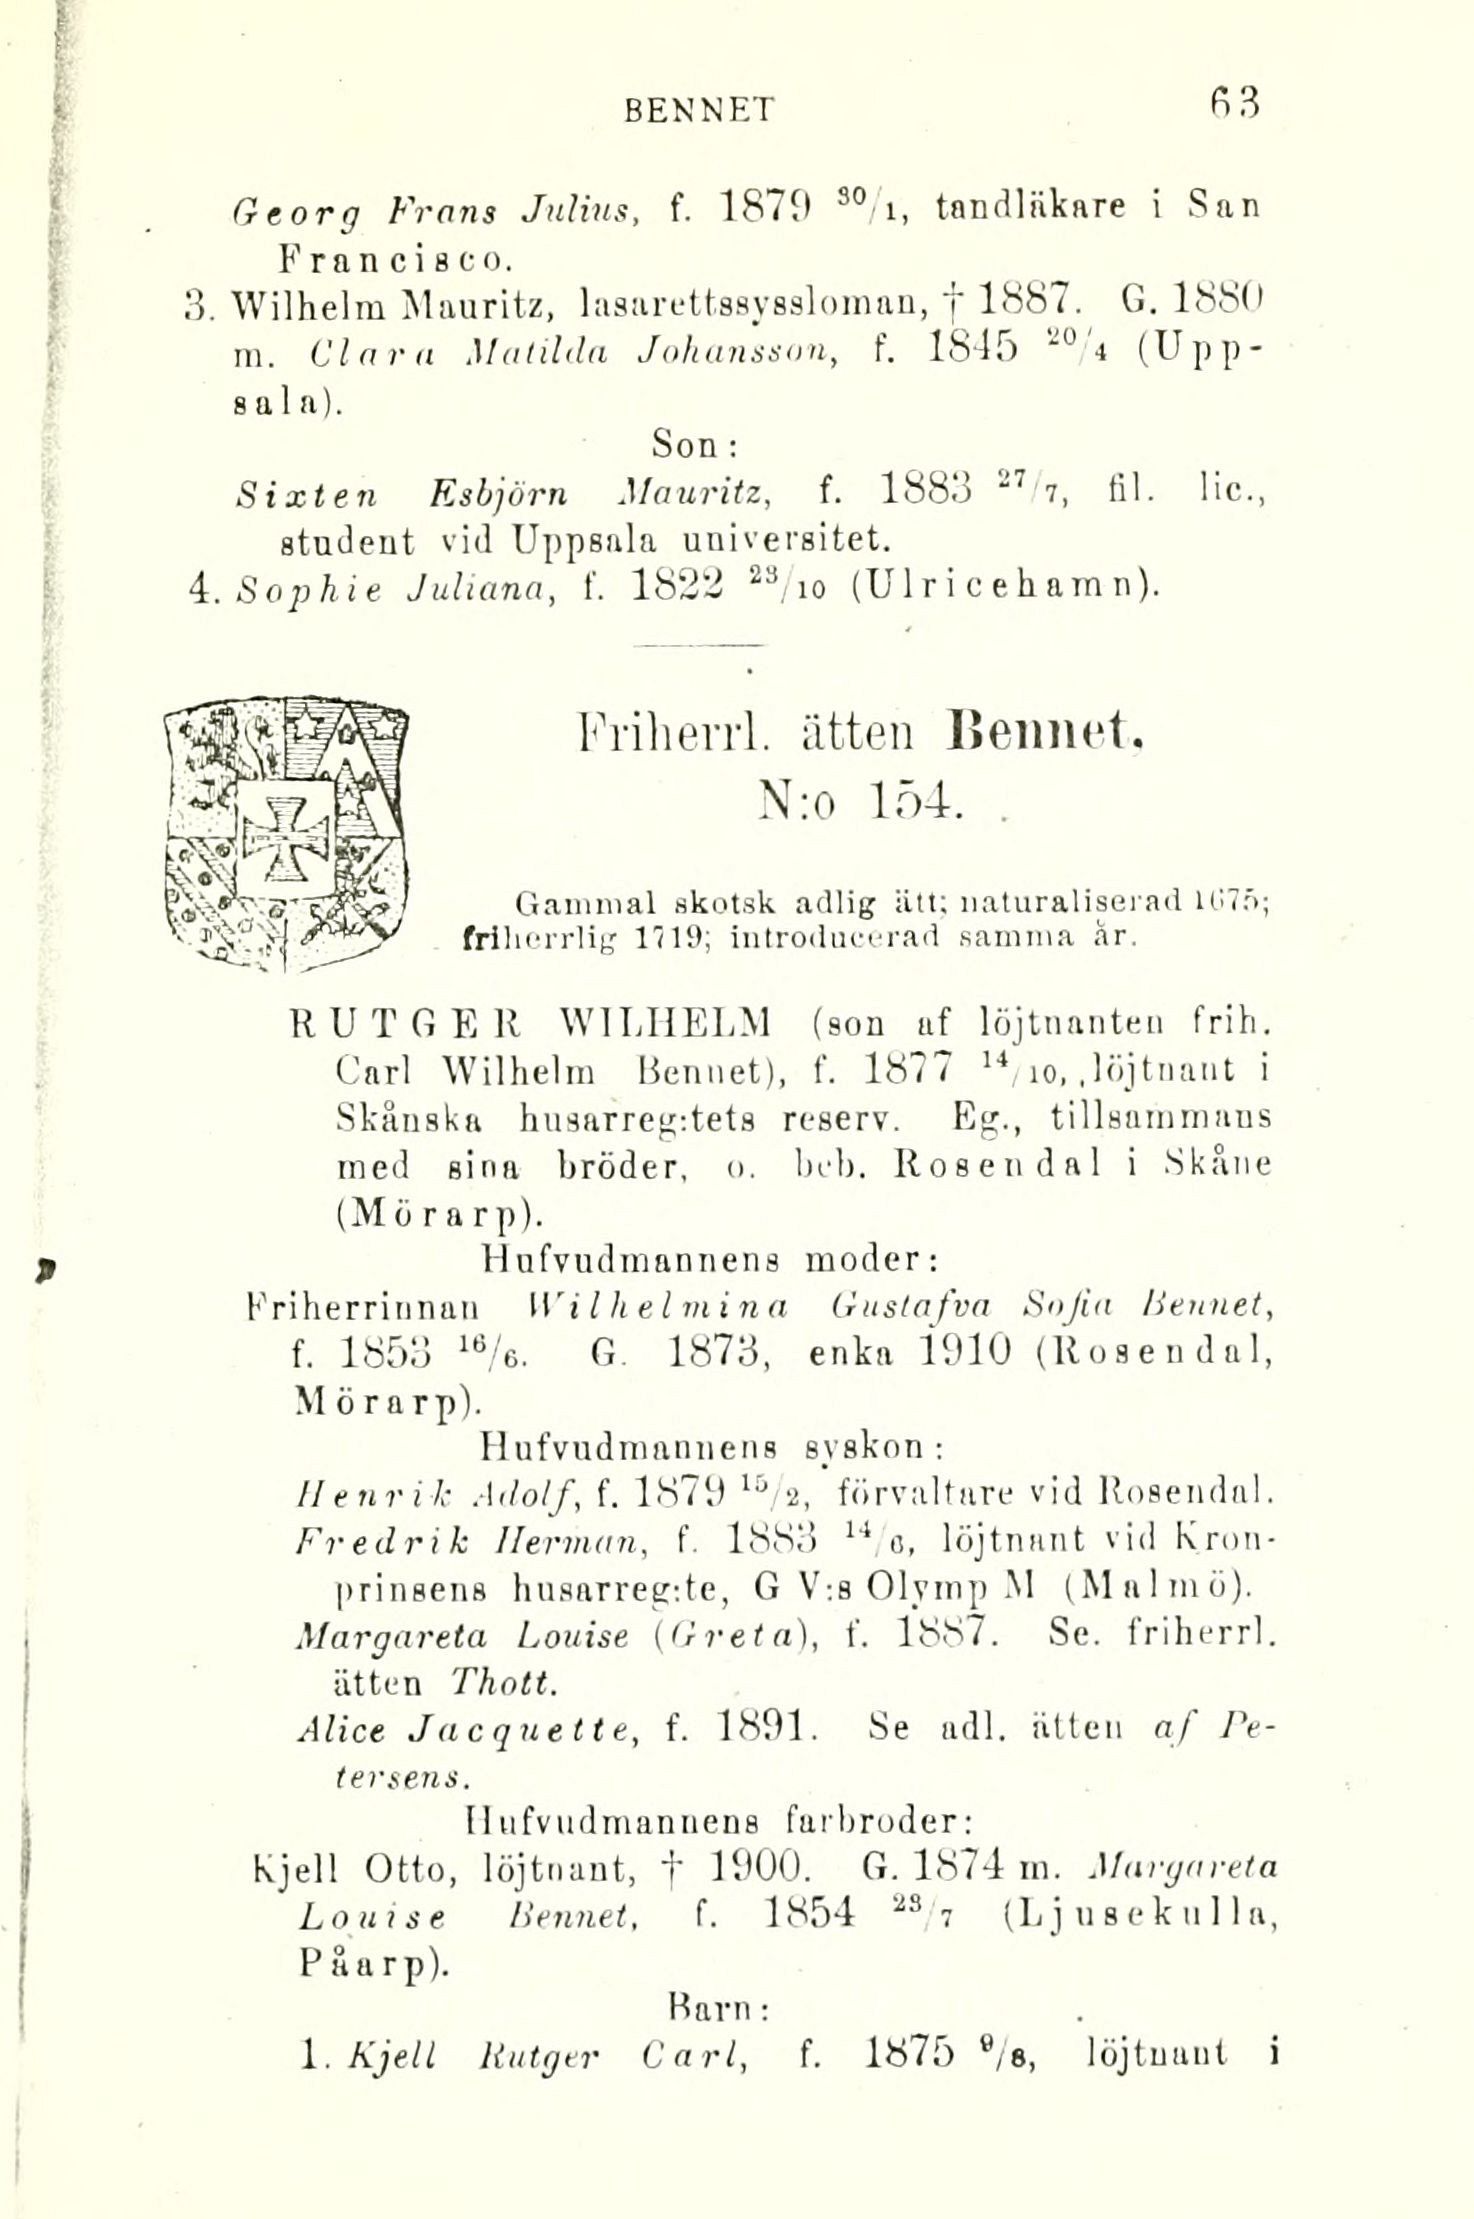 BENNET 63
Georg Frans Julius, f. 1879 30/1, tandläkare i San
Francisco.
3. Wilhelm Mauritz, lasarettssyssloman, † 1887. G. 1880
m. Clara Matilda Johansson, f. 1845 20/4 (Upp-
sala).
Son:
Sixten Esbjörn Mauritz, f. 1883 27/7, fil. lic.,
student vid Uppsala universitet.
4. Sophie Juliana, f. 1822 23/10 (Ulricehamn).
Friherrl. ätten Bennet.
N:o 154.
Gammal skotsk adlig ätt; naturaliserad 1675;
friherrlig 1719; introducerad samma år.
RUTGER WILHELM (son af löjtnanten frih.
Carl Wilhelm Bennet), f. 1877 14/10, löjtnant i
Skånska husarreg:tets reserv. Eg., tillsammans
med sina bröder, o. beb. Rosendal i Skåne
(Mörarp).
Hufvudmannens moder:
Friherrinnan Wilhelmina Gustafva Sofia Bennet,
f. 1853 16/6. G. 1873, enka 1910 (Rosendal,
Mörarp).
Hufvudmannens syskon:
Henrik Adolf, f. 1879 15/2, förvaltare vid Rosendal.
Fredrik Herman, f. 1883 14/6, löjtnant vid Kron-
prinsens husarreg:te, G V:s Olymp M (Malmö).
Margareta Louise (Greta), f. 1887. Se friherrl.
ätten Thott.
Alice Jacquette, f. 1891. Se adl. ätten af Pe-
tersens.
Hufvudmannens farbroder:
Kjell Otto, löjtnant, † 1900. G. 1874 m. Margareta
Louise Bennet, f. 1854 23/7 (Ljusekulla,
Påarp).
Barn:
1. Kjell Rutger Carl, f. 1875 9/8, löjtnant i